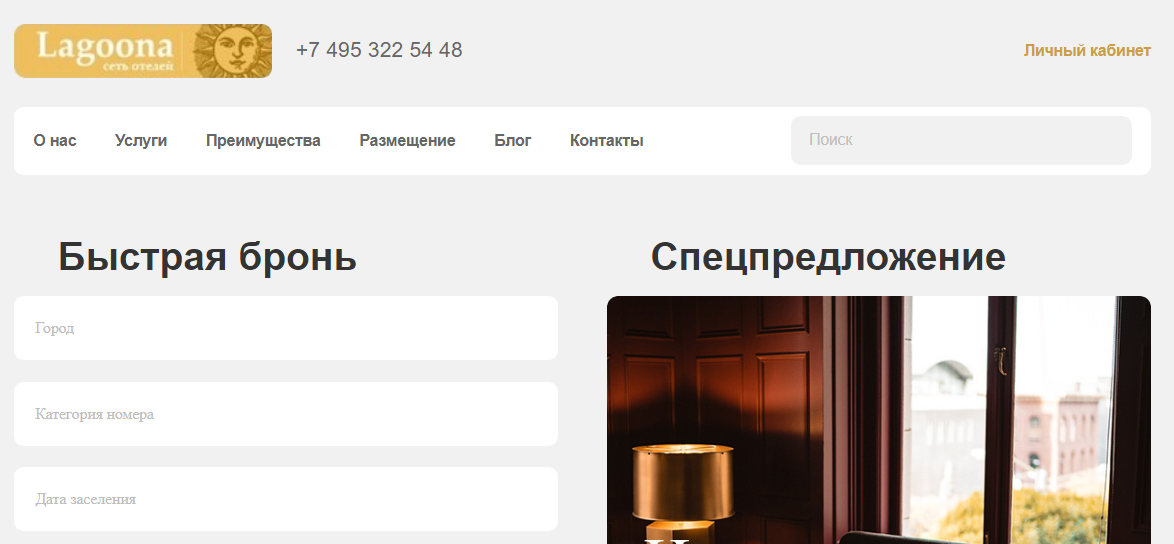 Lagoona
сеть отелей
+7 495 322 54 48
Личный кабинет
О нас Услуги Преимущества Размещение Блог Контакты Поиск
Быстрая бронь
Город
Категория номера
Дата заселения
Спецпредложение